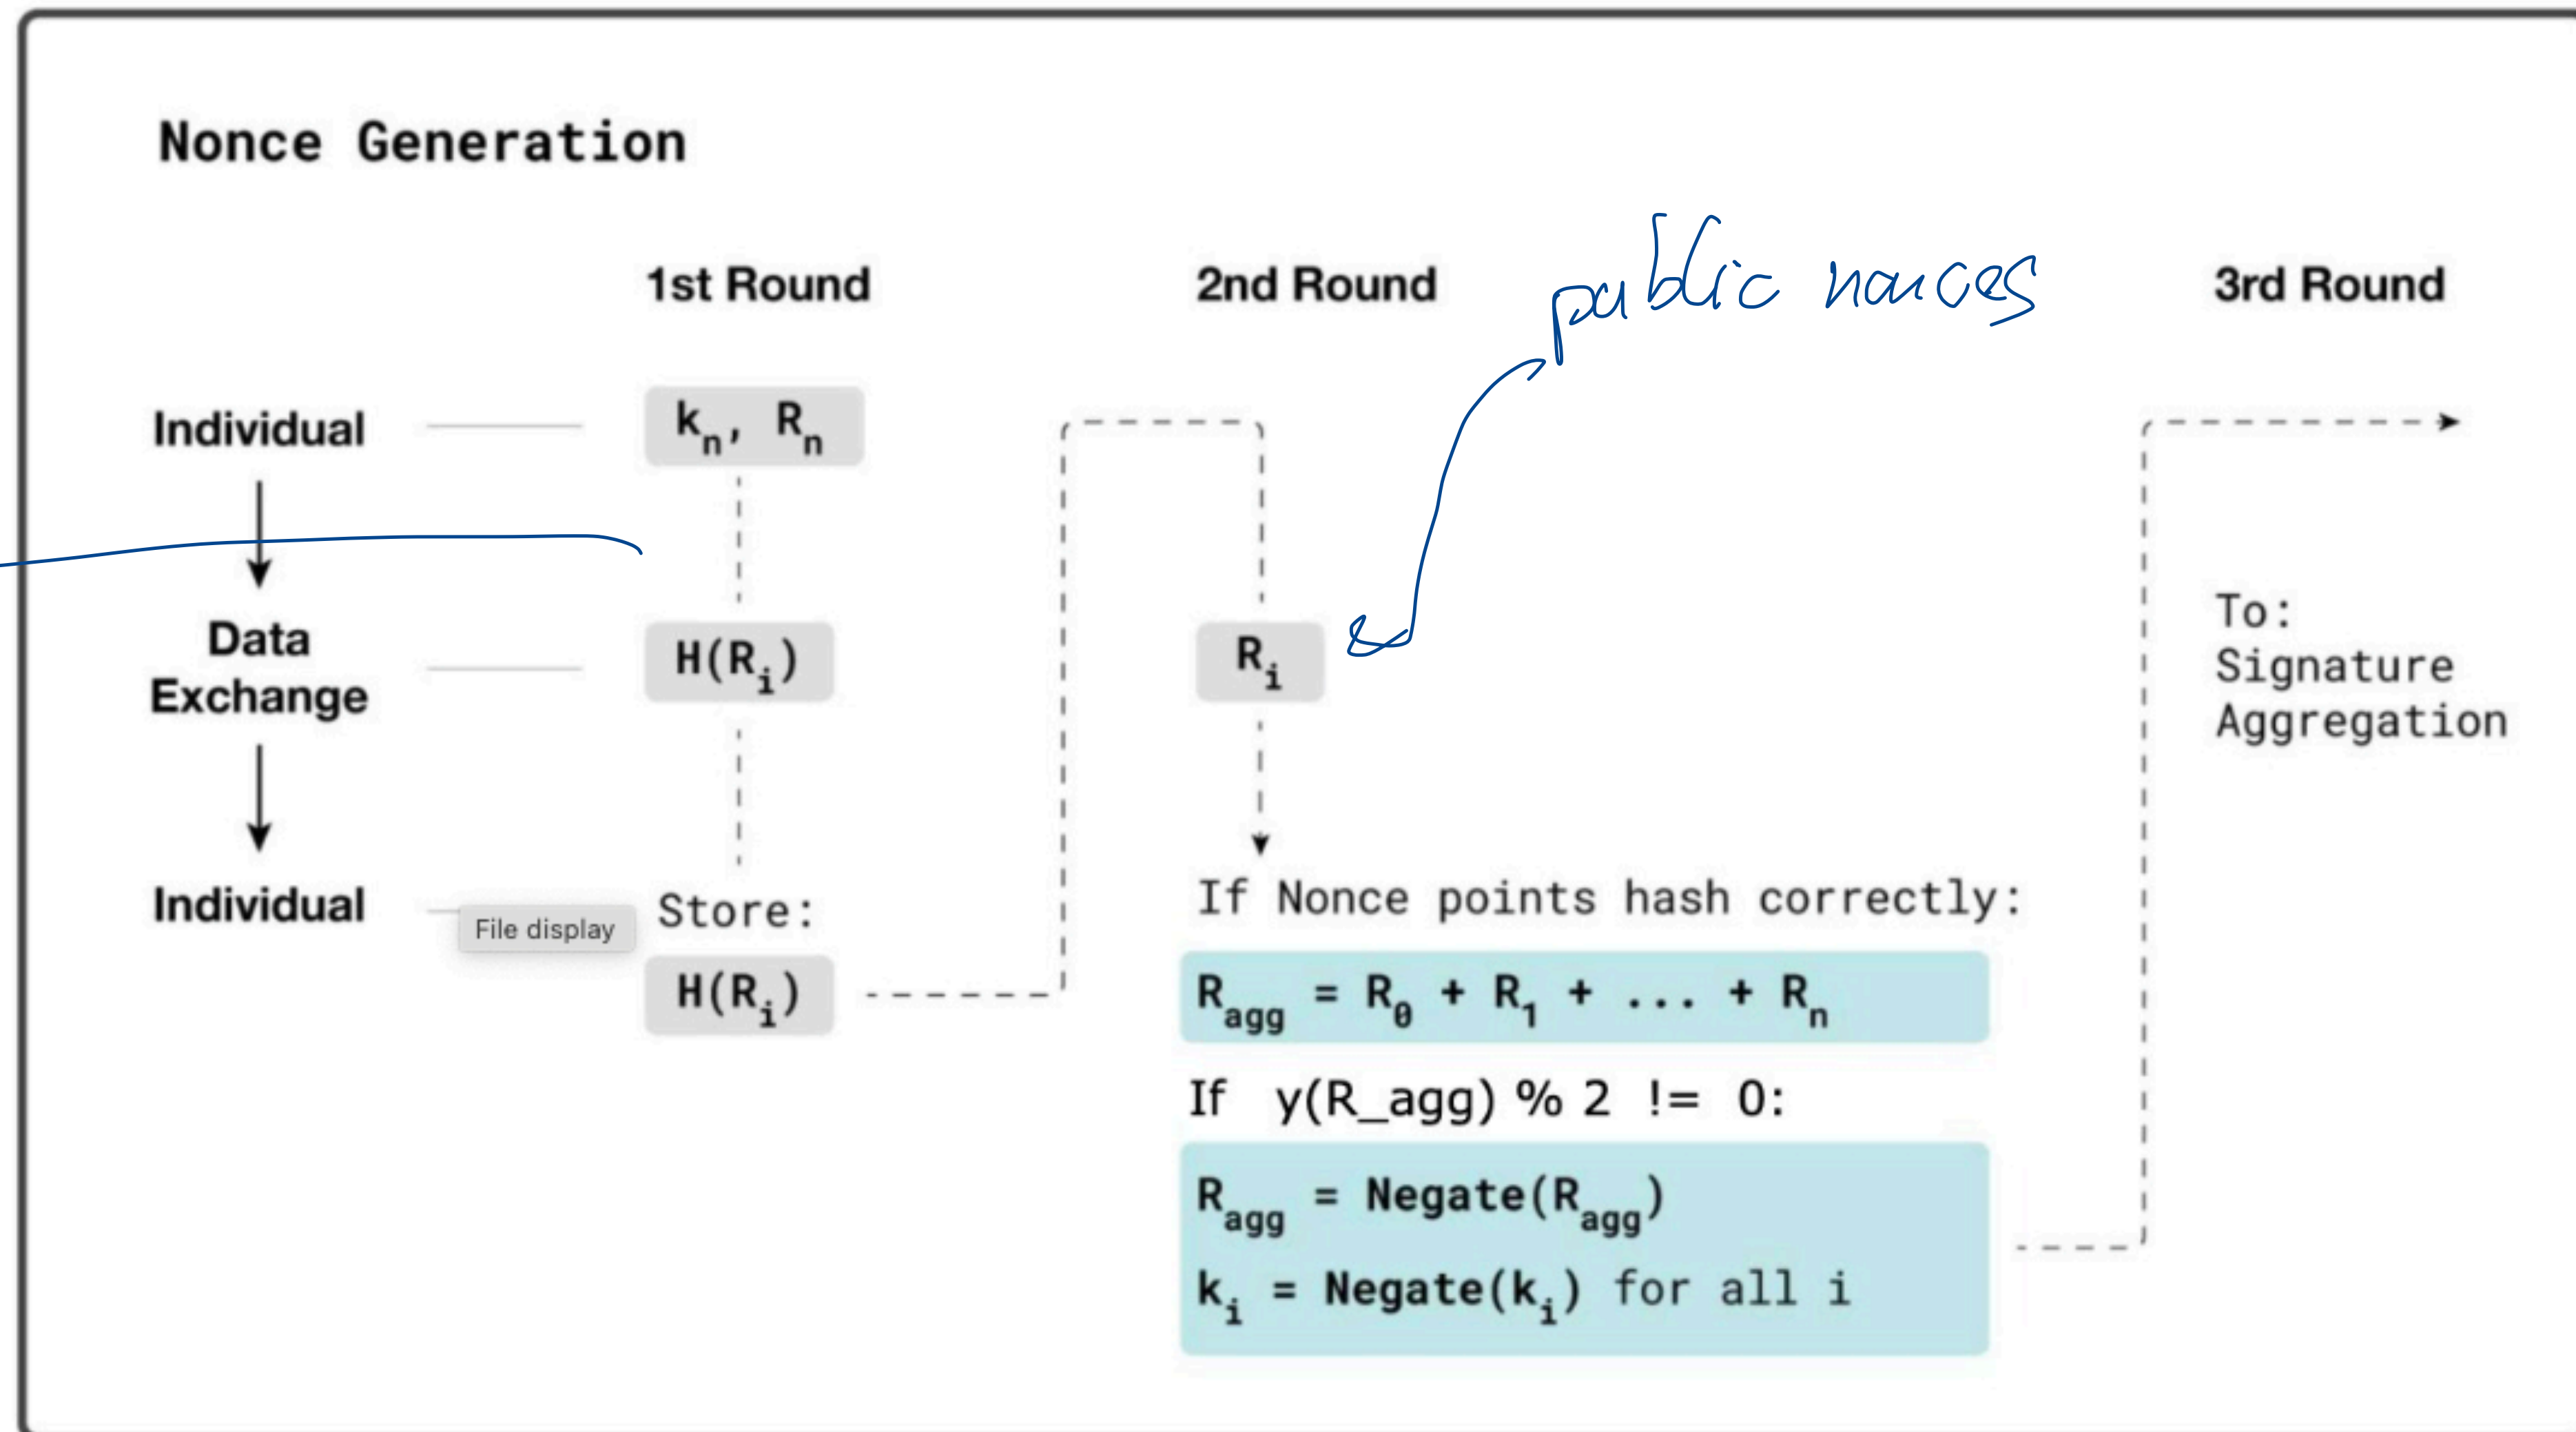 Nonce Generation
1st Round
2nd Round
public nonces
3rd Round
Individual
kn, Rn
Data
Exchange
H(Ri)
Ri
To:
Signature
Aggregation
Individual
File display
Store:
H(Ri)
If Nonce points hash correctly:
Ragg = R0 + R1 + ... + Rn
If y(R_agg) % 2 != 0:
Ragg = Negate(Ragg)
ki = Negate(ki) for all i